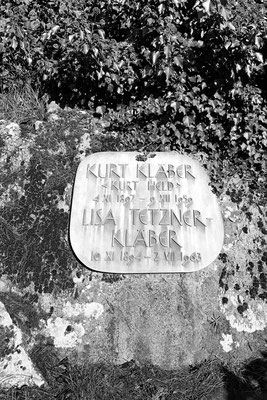 KURT KLÄBER
~ KURT HELD ~
4 XI 1897 – 9 XII 1959
LISA TETZNER-
KLÄBER
10 XI 1894 – 2 VII 1963